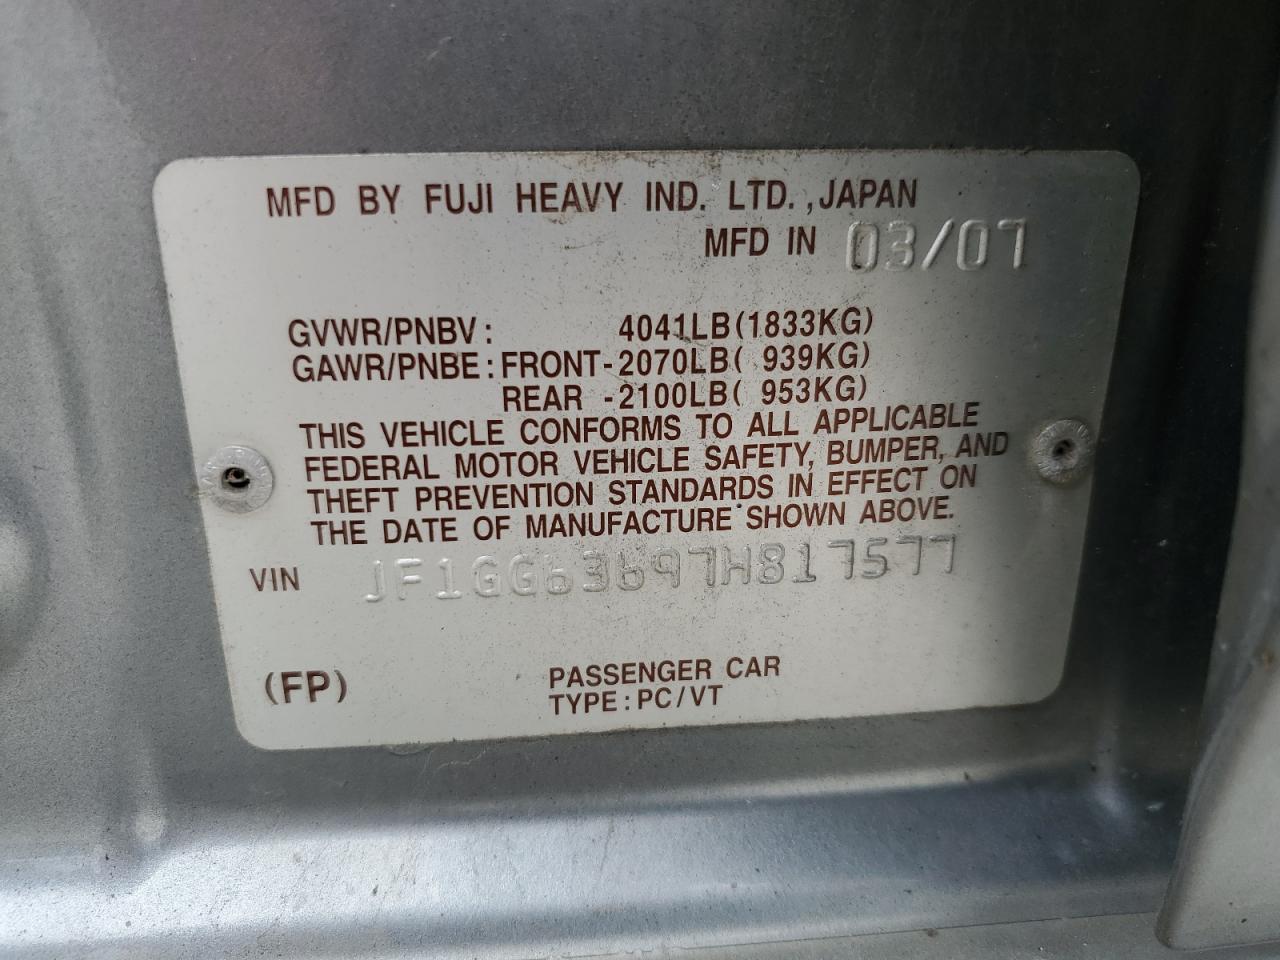 MFD BY FUJI HEAVY IND. LTD. ,JAPAN
MFD IN 03/07
GVWR/PNBV: 4041LB(1833KG)
GAWR/PNBE:FRONT-2070LB( 939KG)
REAR -2100LB( 953KG)
THIS VEHICLE CONFORMS TO ALL APPLICABLE
FEDERAL MOTOR VEHICLE SAFETY, BUMPER, AND
THEFT PREVENTION STANDARDS IN EFFECT ON
THE DATE OF MANUFACTURE SHOWN ABOVE.
VIN JF1GG63697H817577
(FP) PASSENGER CAR
TYPE:PC/VT